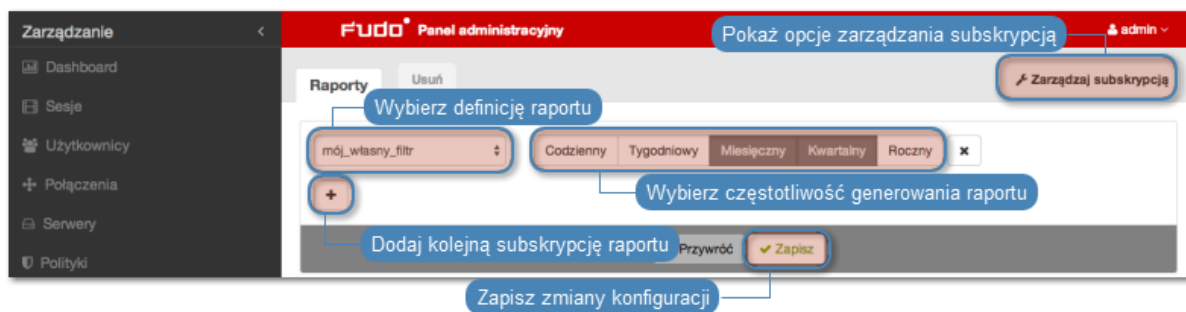 Zarządzanie
FUDO Panel administracyjny
Pokaż opcje zarządzania subskrypcją
admin
Dashboard
Raporty
Usuń
Zarządzaj subskrypcją
Sesje
Wybierz definicję raportu
Użytkownicy
mój_własny_filtr
Codzienny
Tygodniowy
Miesięczny
Kwartalny
Roczny
Połączenia
Wybierz częstotliwość generowania raportu
Serwery
Dodaj kolejną subskrypcję raportu
Przywróć
Zapisz
Polityki
Zapisz zmiany konfiguracji